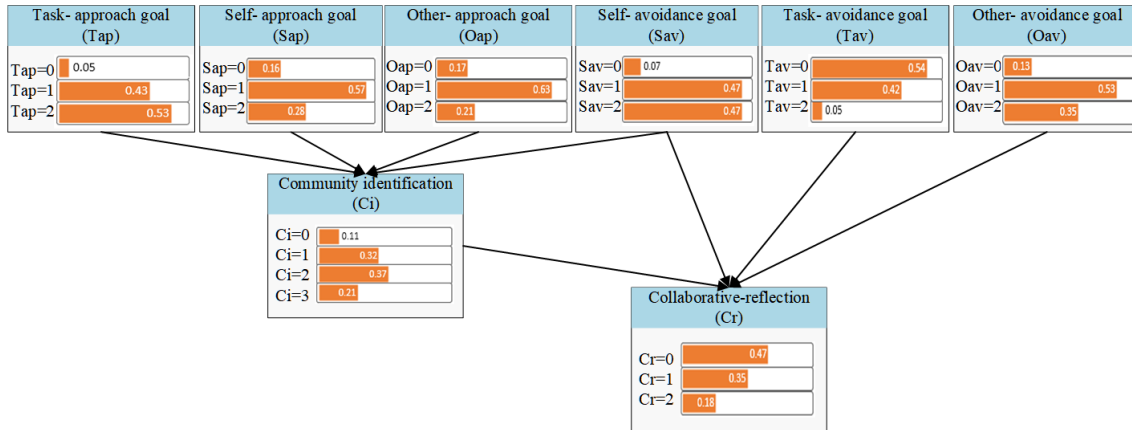 Task- approach goal
(Tap)
Tap=0 0.05
Tap=1 0.43
Tap=2 0.53
Self- approach goal
(Sap)
Sap=0 0.16
Sap=1 0.57
Sap=2 0.28
Other- approach goal
(Oap)
Oap=0 0.17
Oap=1 0.63
Oap=2 0.21
Self- avoidance goal
(Sav)
Sav=0 0.07
Sav=1 0.47
Sav=2 0.47
Task- avoidance goal
(Tav)
Tav=0 0.54
Tav=1 0.42
Tav=2 0.05
Other- avoidance goal
(Oav)
Oav=0 0.13
Oav=1 0.53
Oav=2 0.35
Community identification
(Ci)
Ci=0 0.11
Ci=1 0.32
Ci=2 0.37
Ci=3 0.21
Collaborative-reflection
(Cr)
Cr=0 0.47
Cr=1 0.35
Cr=2 0.18